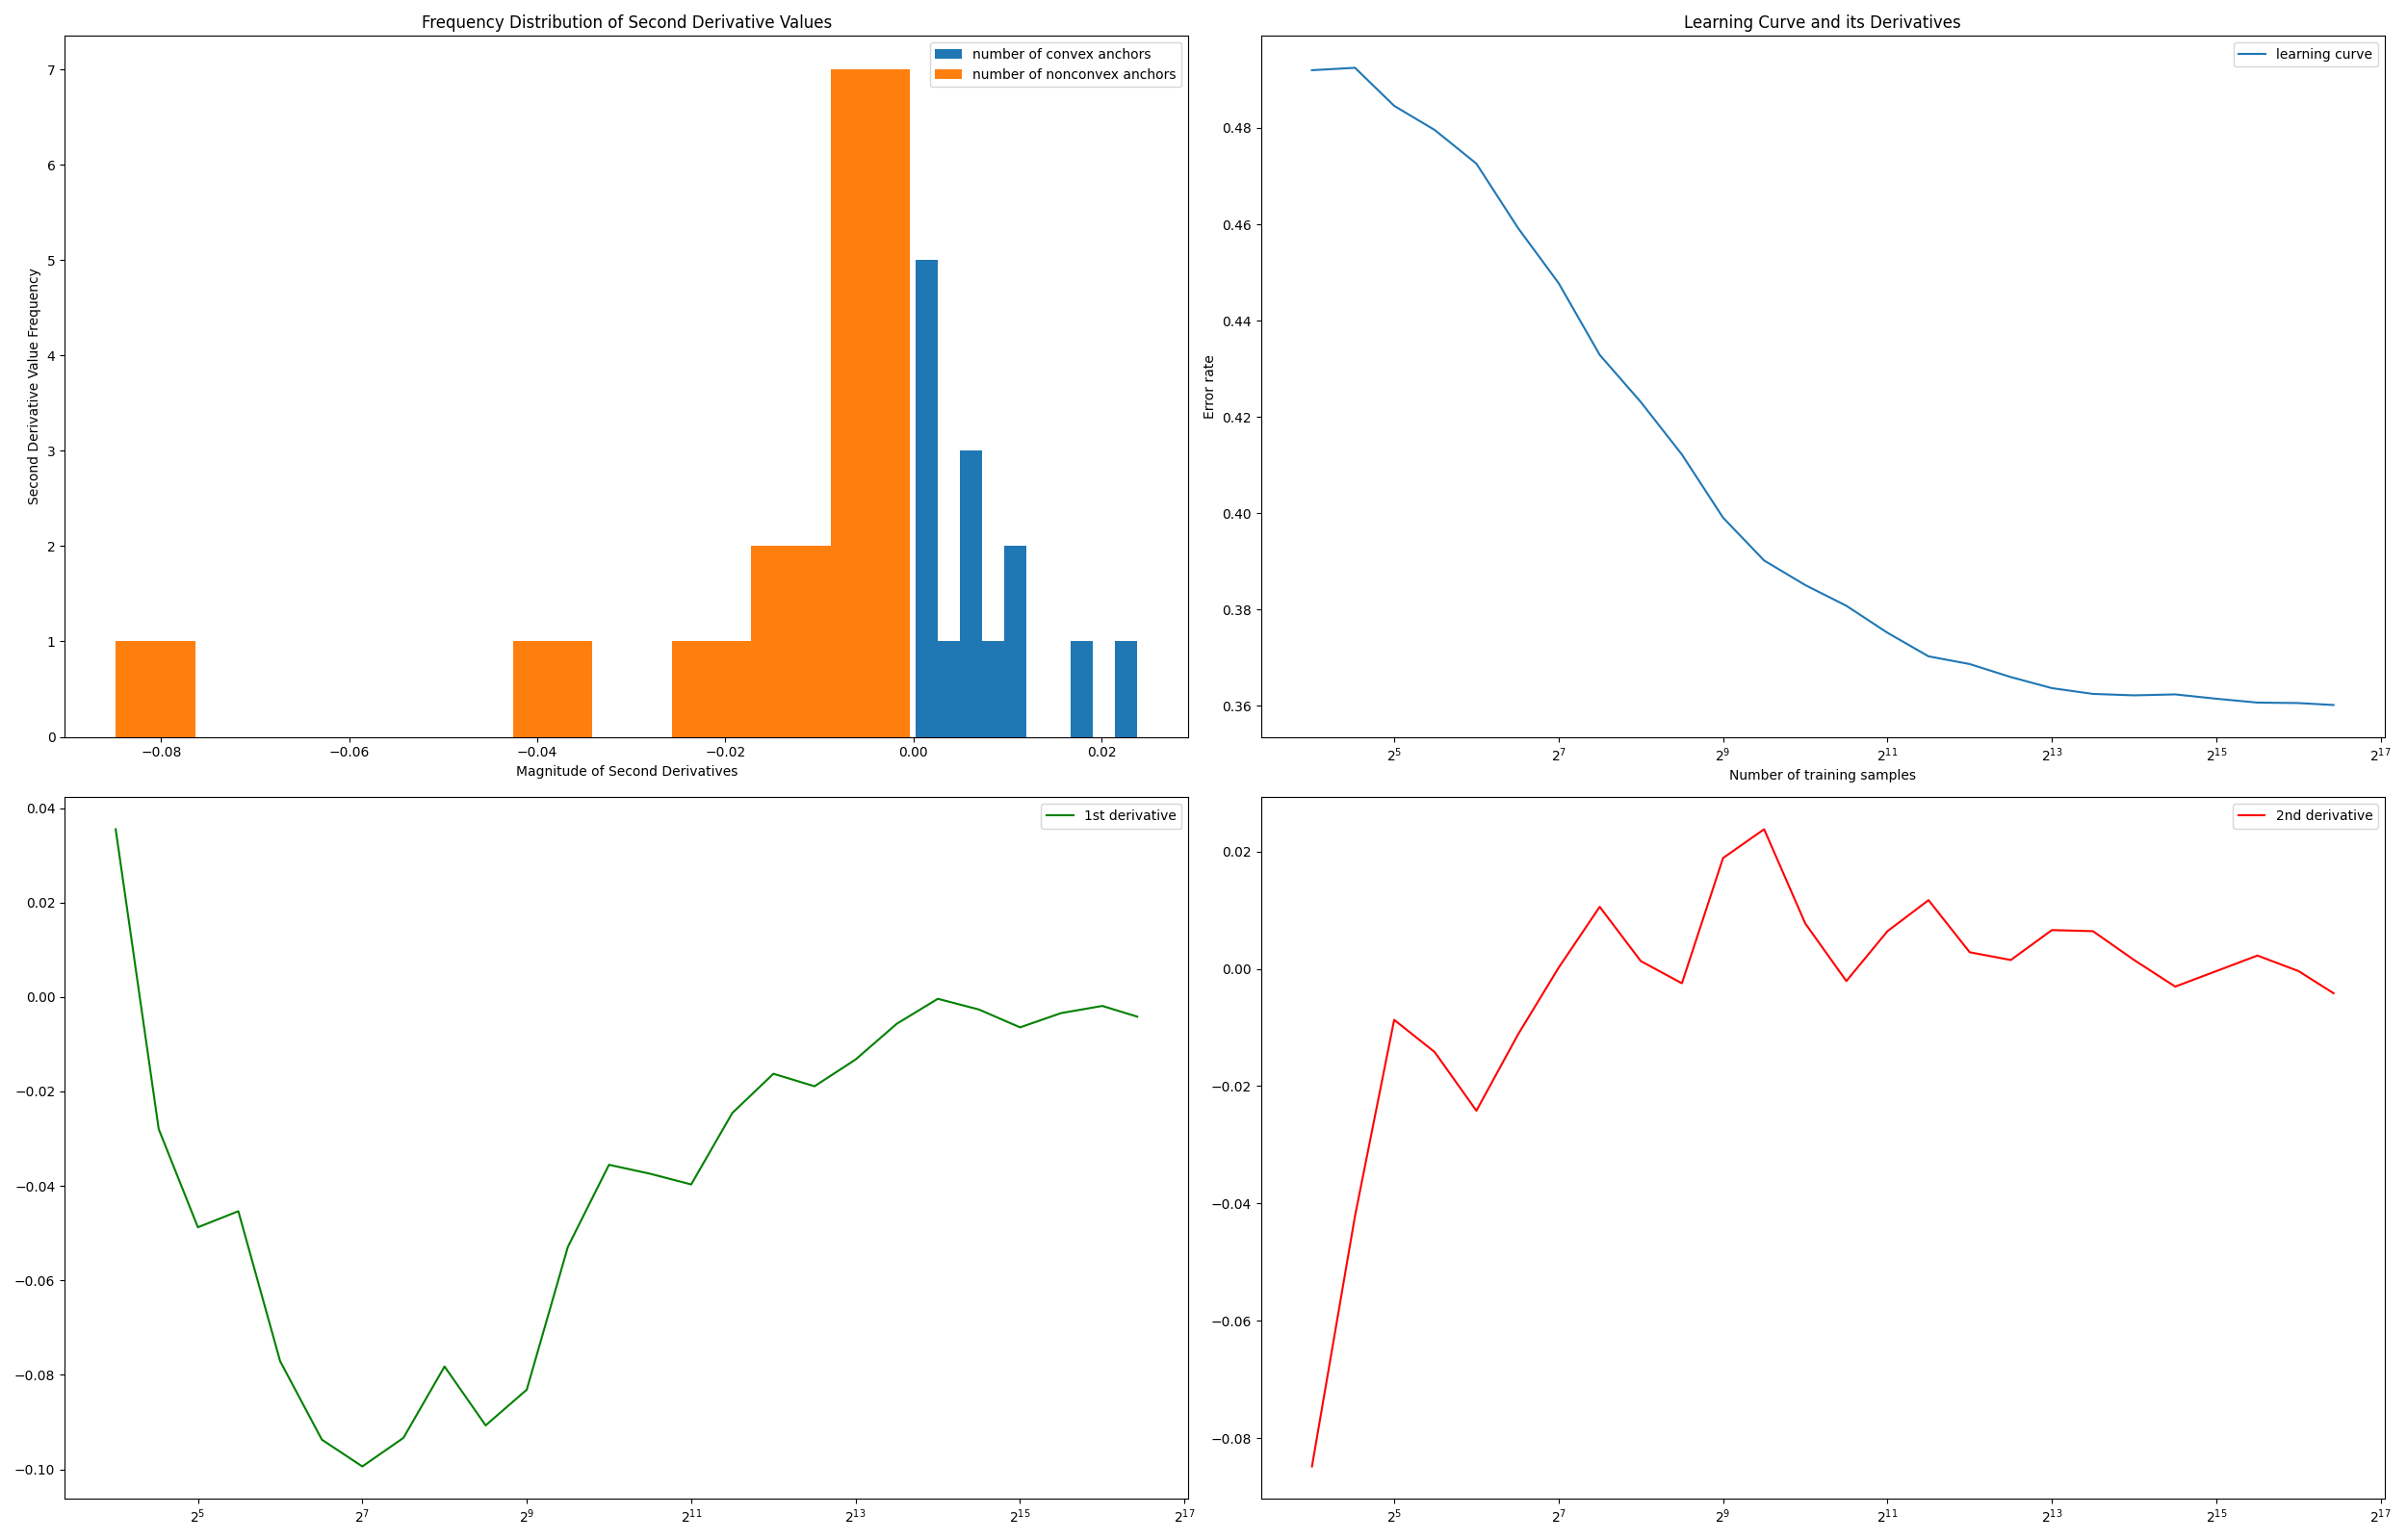 Frequency Distribution of Second Derivative Values
number of convex anchors
number of nonconvex anchors
7
6
5
4
3
2
1
0
Second Derivative Value Frequency
−0.08 −0.06 −0.04 −0.02 0.00 0.02
Magnitude of Second Derivatives
Learning Curve and its Derivatives
learning curve
0.48
0.46
0.44
0.42
0.40
0.38
0.36
Error rate
2^5 2^7 2^9 2^11 2^13 2^15 2^17
Number of training samples
1st derivative
0.04
0.02
0.00
−0.02
−0.04
−0.06
−0.08
−0.10
2^5 2^7 2^9 2^11 2^13 2^15 2^17
2nd derivative
0.02
0.00
−0.02
−0.04
−0.06
−0.08
2^5 2^7 2^9 2^11 2^13 2^15 2^17